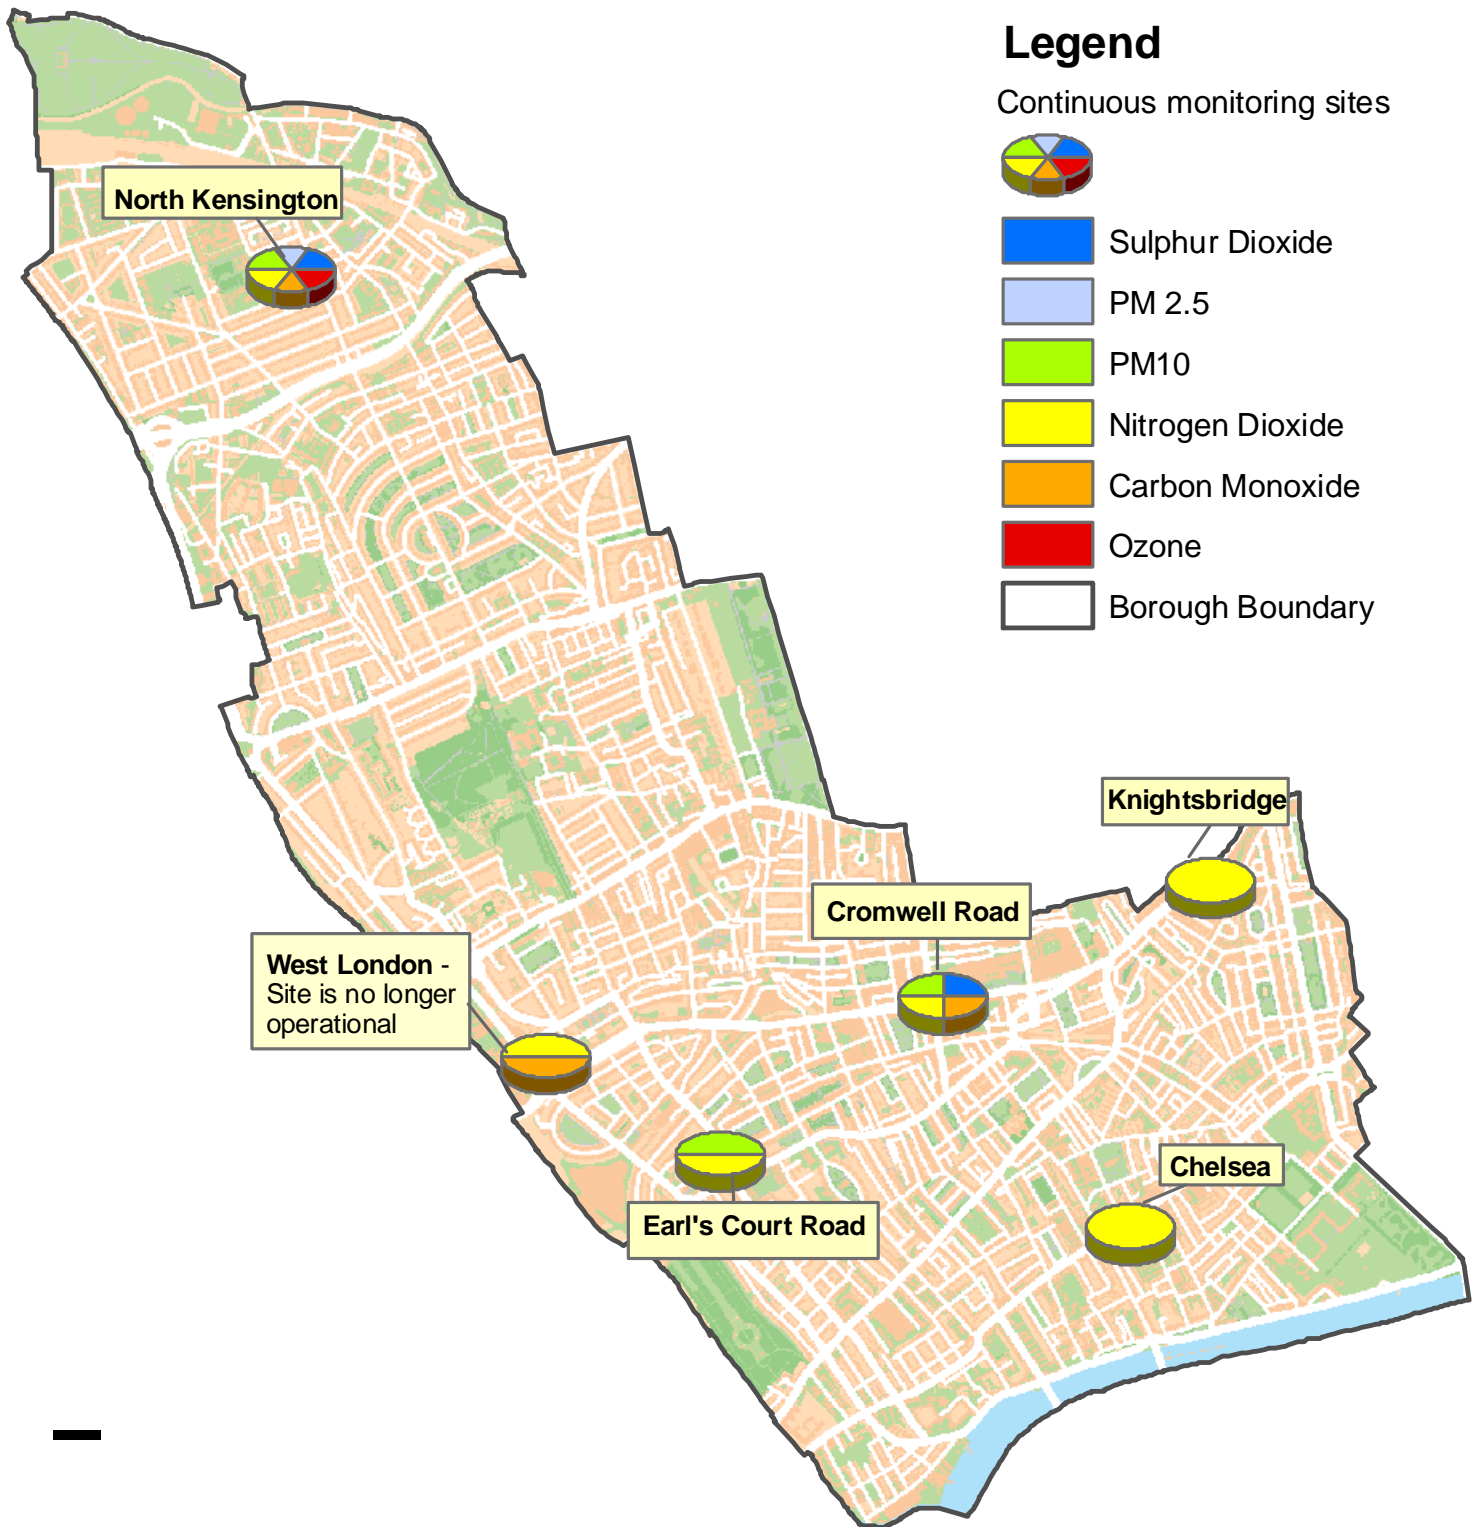 Legend
Continuous monitoring sites
Sulphur Dioxide
PM 2.5
PM10
Nitrogen Dioxide
Carbon Monoxide
Ozone
Borough Boundary
North Kensington
Knightsbridge
Cromwell Road
West London -
Site is no longer
operational
Chelsea
Earl's Court Road